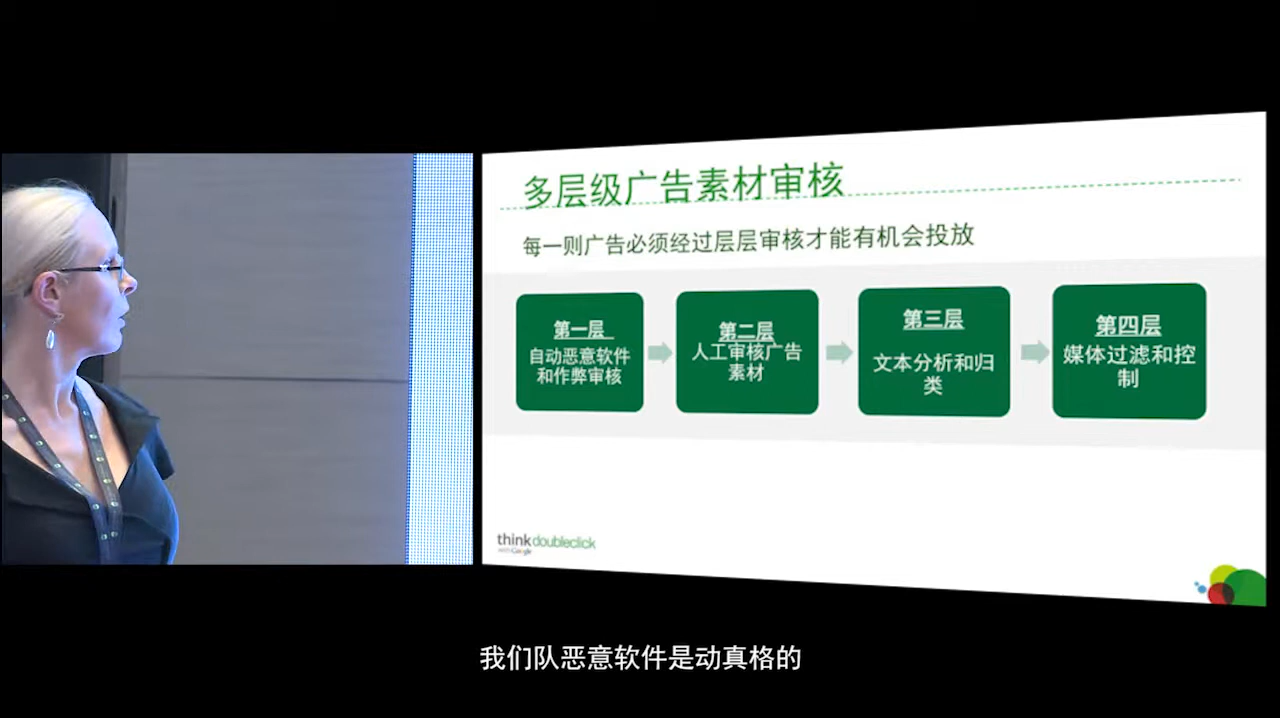 多层级广告素材审核
每一则广告必须经过层层审核才能有机会投放
第一层
自动恶意软件
和作弊审核
第二层
人工审核广告
素材
第三层
文本分析和归
类
第四层
媒体过滤和控
制
think doubleclick
with Google
我们队恶意软件是动真格的